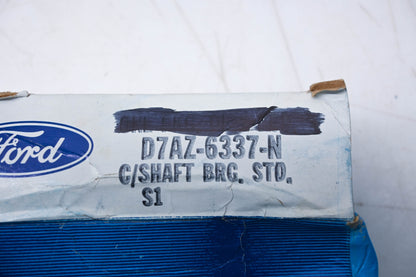 Ford
D7AZ-6337-N
C/SHAFT BRG. STD.
S1